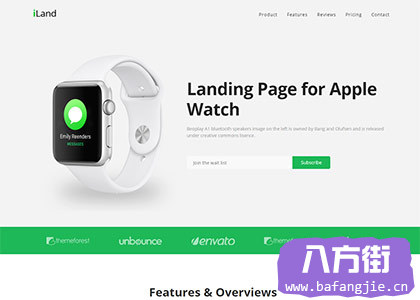 iLand
Product Features Reviews Pricing Contact
Emily Reenders
MESSAGE
Landing Page for Apple
Watch
Beoplay A1 bluetooth speakers image on the left is owned by Bang and Olufsen and is released
under creative commons license.
Join the wait list
Subscribe
themeforest
unbounce
envato
themeforest
八方街
www.bafangjie.cn
Features & Overviews